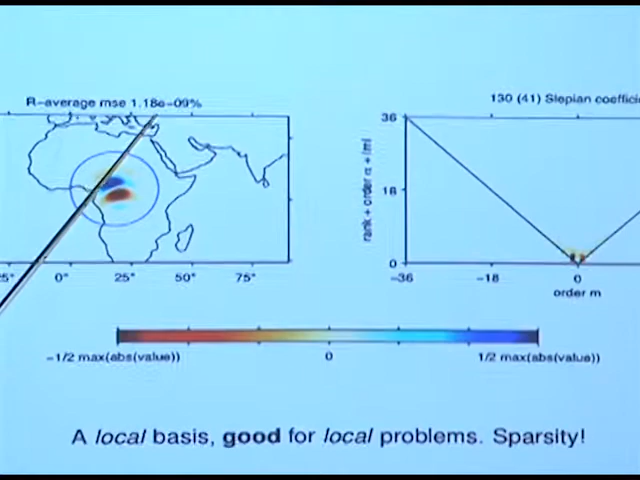 R-average mse 1.18e-09%
130 (41) Slepian
36
18
0
rank + order α + |m|
0°
25°
50°
75°
-36
-18
0
order m
-1/2 max(abs(value))
0
1/2 max(abs(value))
A local basis, good for local problems. Sparsity!